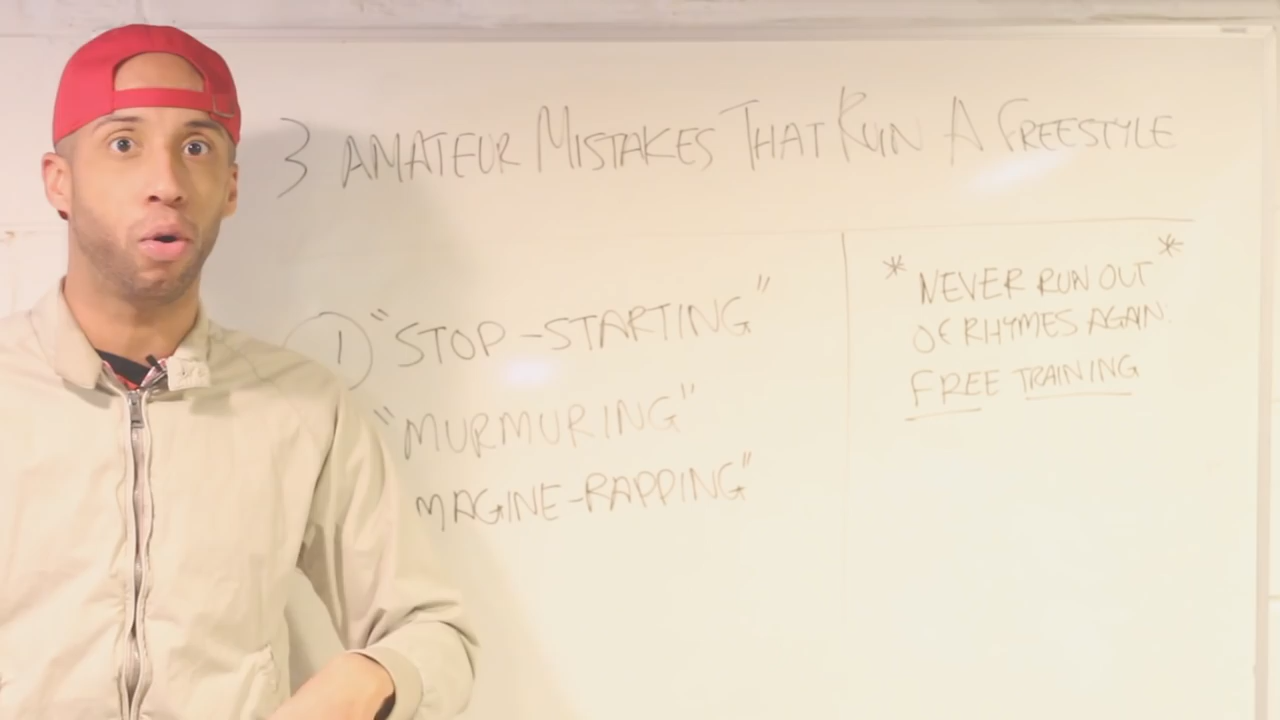 3 AMATEUR MISTAKES THAT RUIN A FREESTYLE
1 "STOP-STARTING"
"MURMURING"
MAGINE-RAPPING"
* NEVER RUN OUT *
OF RHYMES AGAIN:
FREE TRAINING